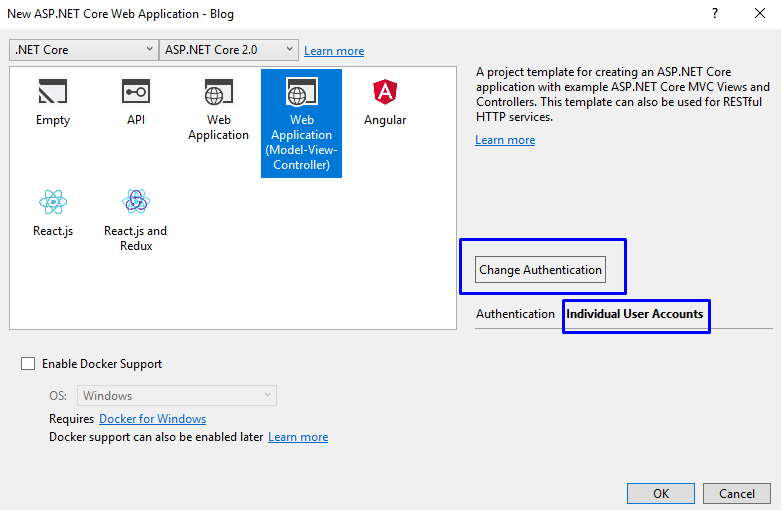 New ASP.NET Core Web Application - Blog
?
.NET Core
ASP.NET Core 2.0
Learn more
Empty
API
Web
Application
Web
Application
(Model-View-
Controller)
Angular
React.js
React.js and
Redux
A project template for creating an ASP.NET Core
application with example ASP.NET Core MVC Views and
Controllers. This template can also be used for RESTful
HTTP services.
Learn more
Change Authentication
Authentication Individual User Accounts
Enable Docker Support
OS: Windows
Requires Docker for Windows
Docker support can also be enabled later Learn more
OK
Cancel